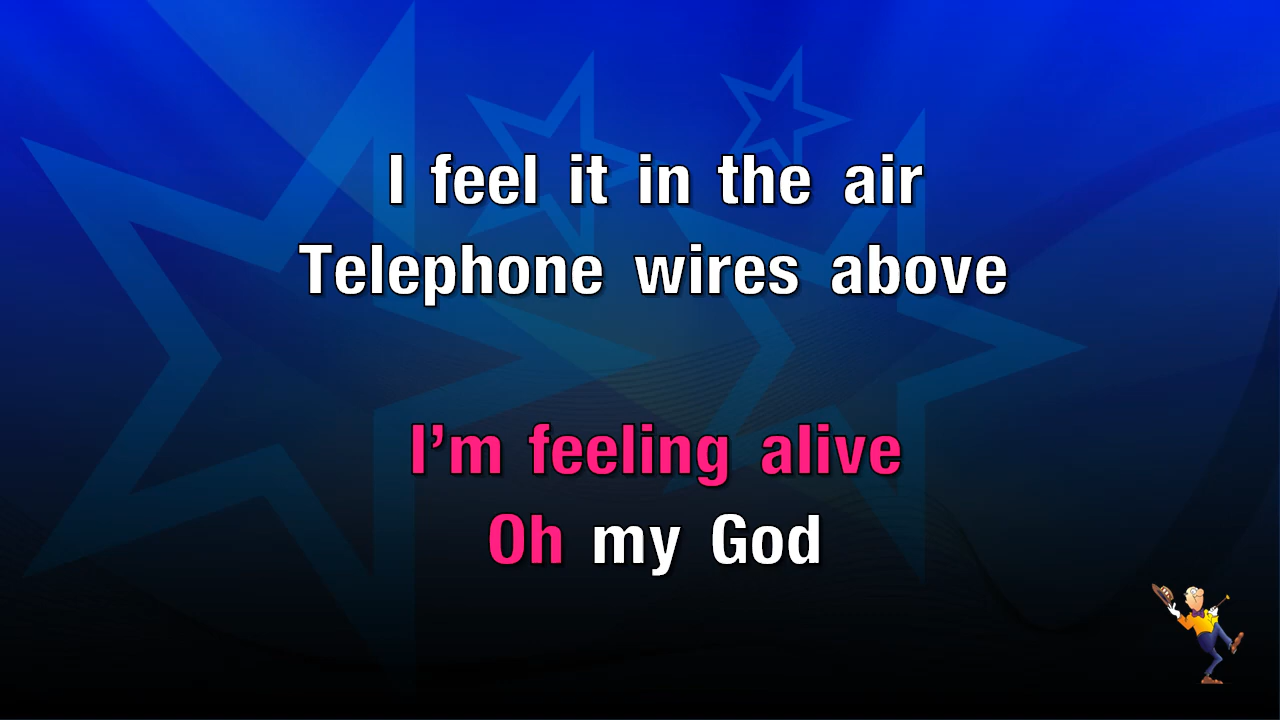 I feel it in the air
Telephone wires above
I’m feeling alive
Oh my God